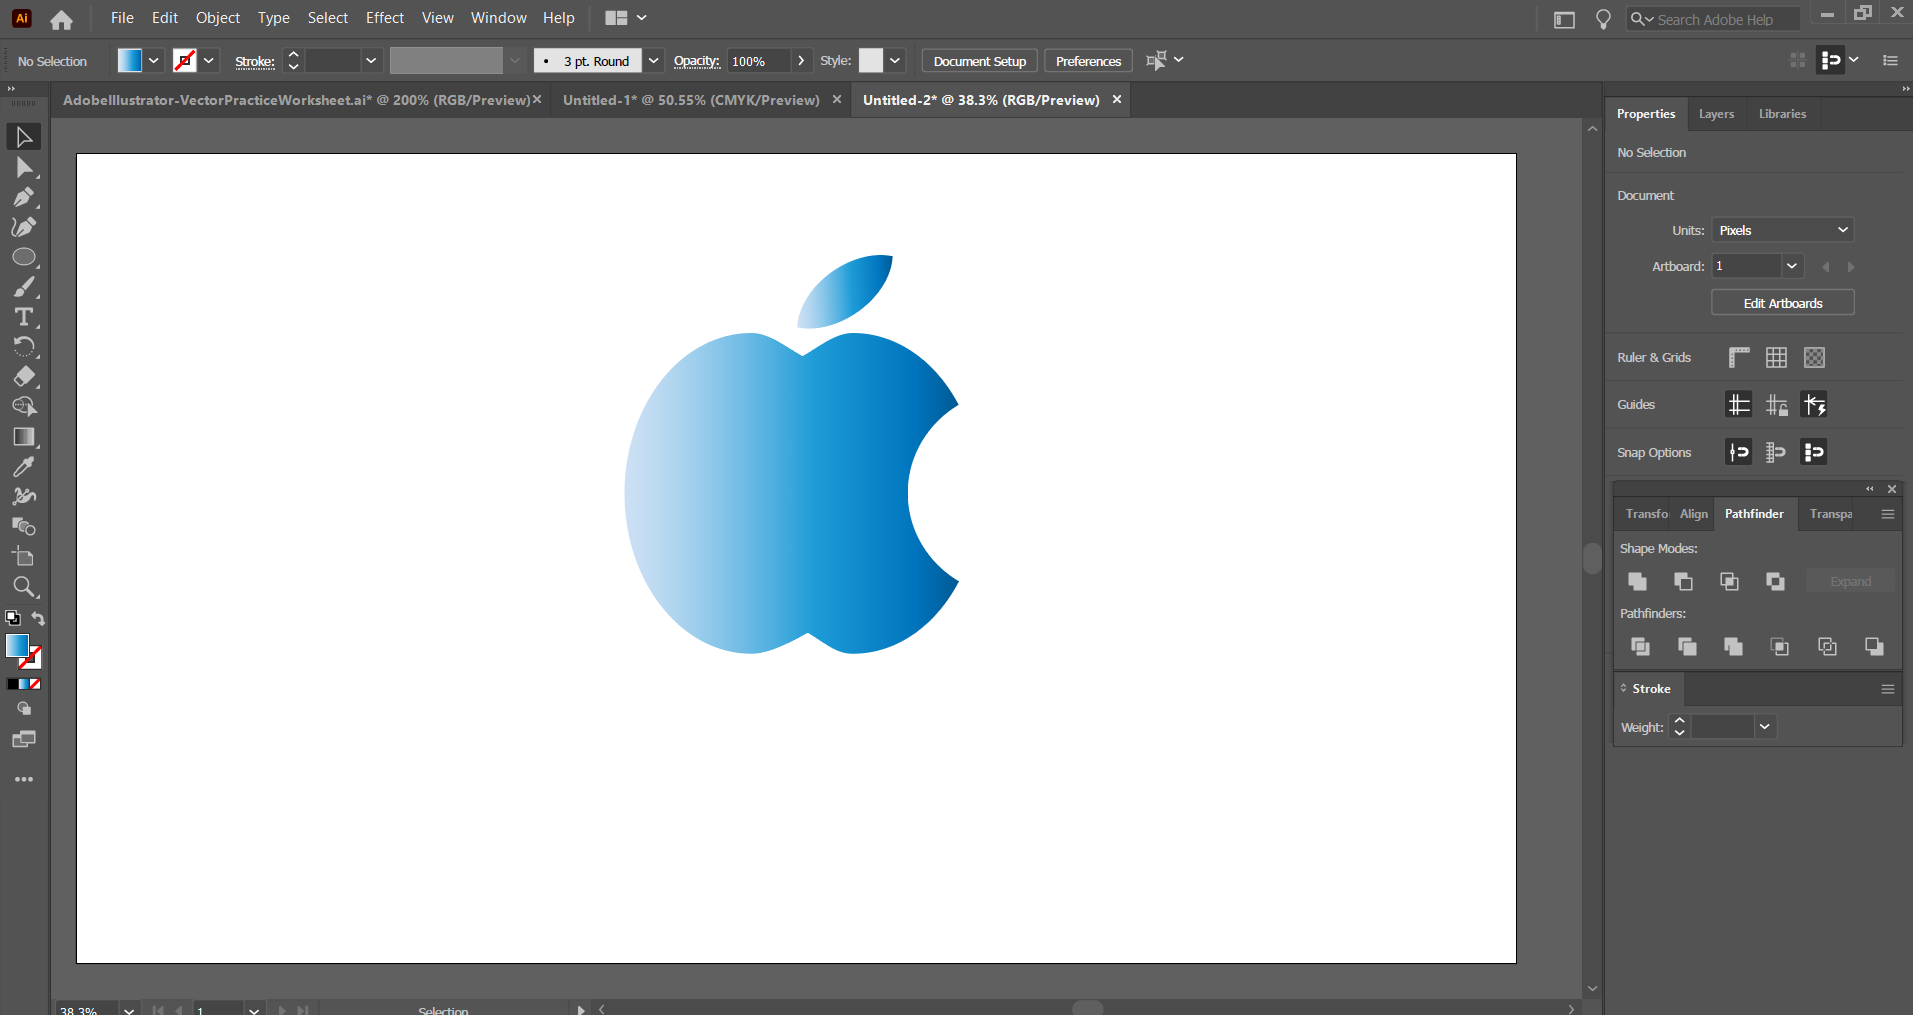 Ai File Edit Object Type Select Effect View Window Help Search Adobe Help
No Selection Stroke: 3 pt. Round Opacity: 100% Style: Document Setup Preferences
AdobeIllustrator-VectorPracticeWorksheet.ai* @ 200% (RGB/Preview) Untitled-1* @ 50.55% (CMYK/Preview) Untitled-2* @ 38.3% (RGB/Preview)
Properties Layers Libraries
No Selection
Document
Units: Pixels
Artboard: 1
Edit Artboards
Ruler & Grids
Guides
Snap Options
Transfo Align Pathfinder Transpa
Shape Modes:
Expand
Pathfinders:
Stroke
Weight:
38.3% 1 Selection